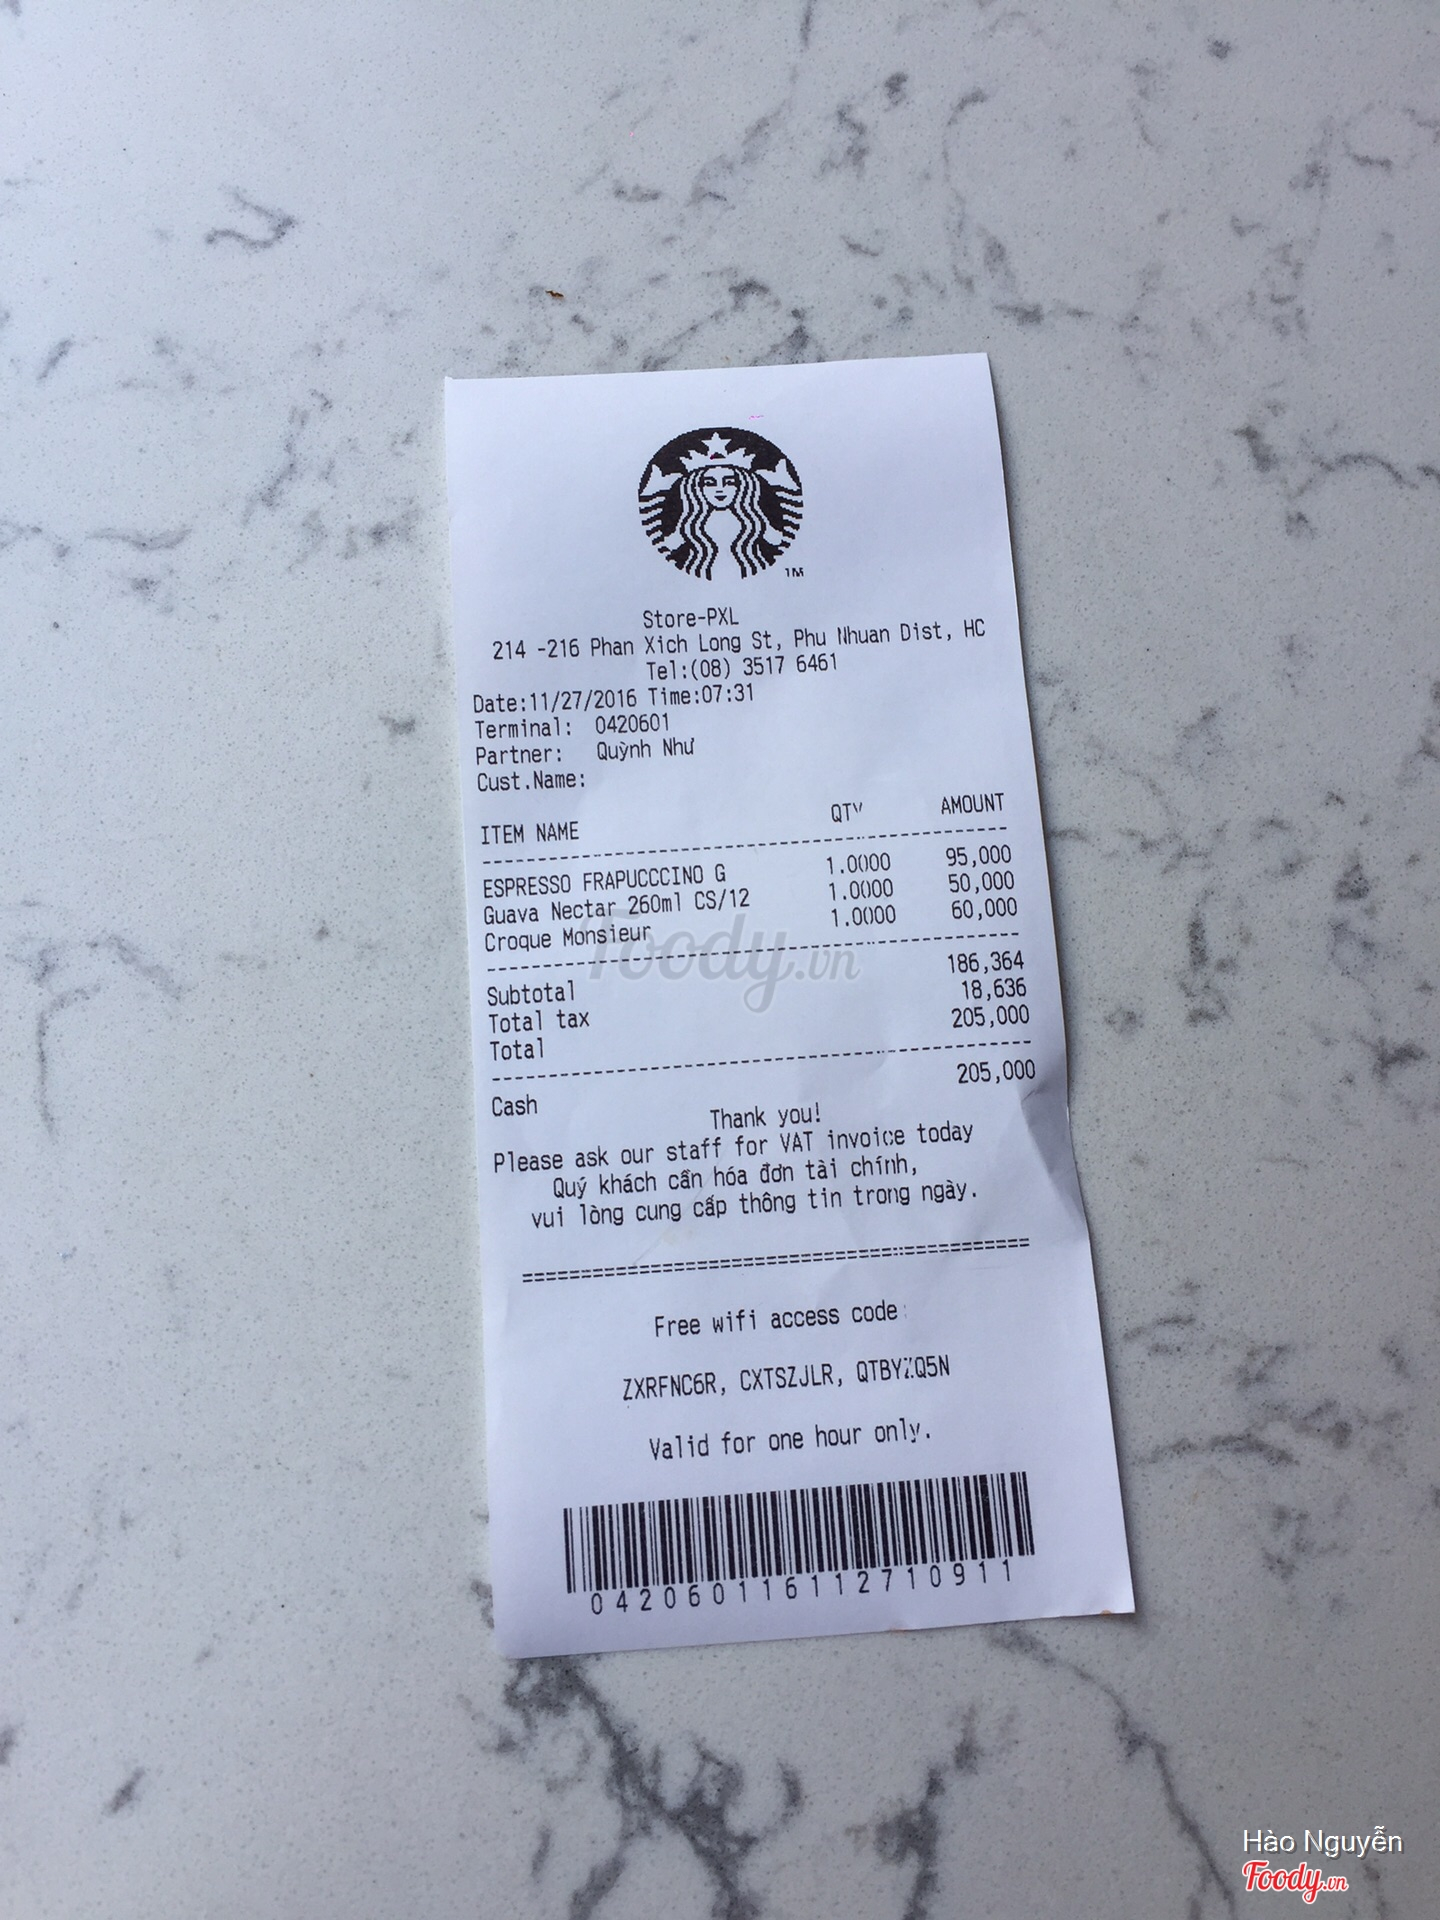 TM
Store-PXL
214 -216 Phan Xich Long St, Phu Nhuan Dist, HC
Tel:(08) 3517 6461
Date:11/27/2016 Time:07:31
Terminal: 0420601
Partner: Quỳnh Như
Cust.Name:
ITEM NAME QTY AMOUNT
ESPRESSO FRAPUCCCINO G 1.0000 95,000
Guava Nectar 260ml CS/12 1.0000 50,000
Croque Monsieur 1.0000 60,000
Subtotal 186,364
Total tax 18,636
Total 205,000
Cash 205,000
Thank you!
Please ask our staff for VAT invoice today
Quý khách cần hóa đơn tài chính,
vui lòng cung cấp thông tin trong ngày.
Free wifi access code:
ZXRFNC6R, CXTSZJLR, QTBYZQ5N
Valid for one hour only.
042060116112710911
Foody.vn
Hào Nguyễn
Foody.vn